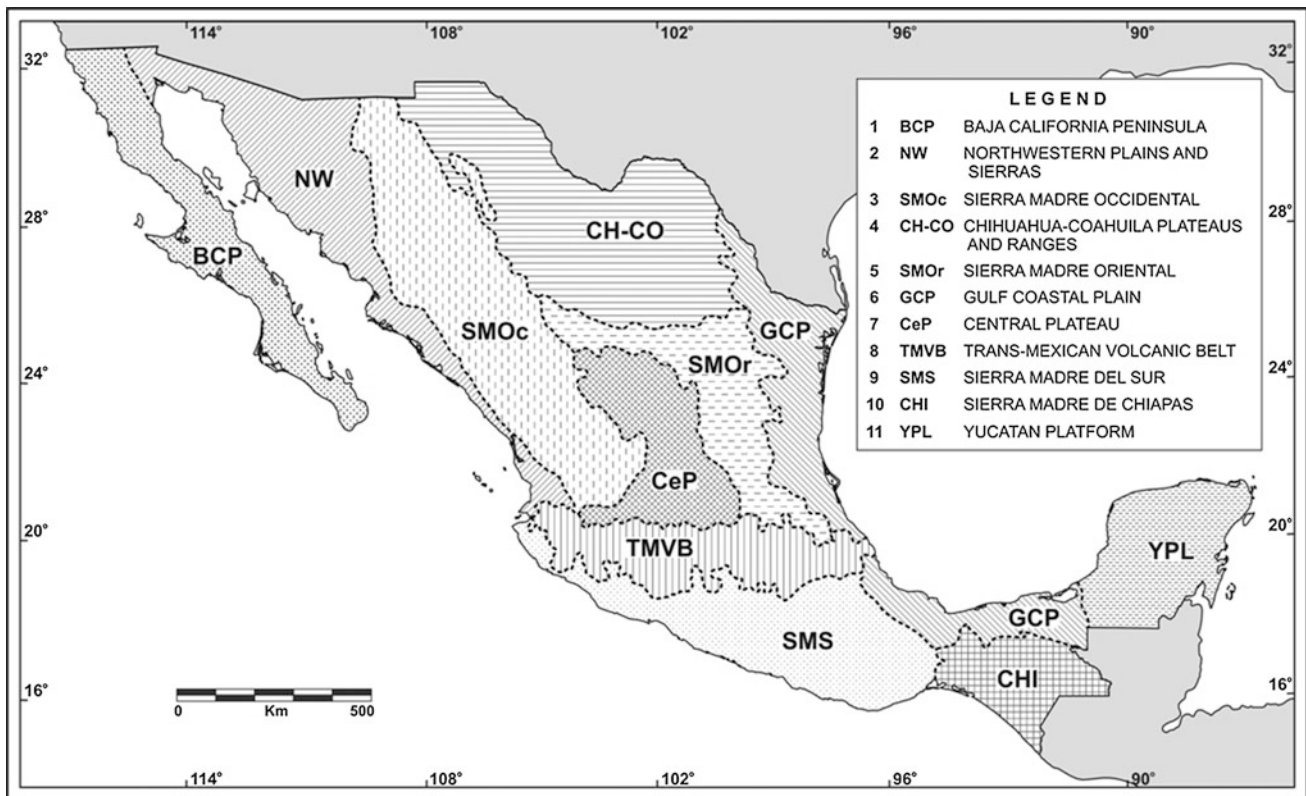 114° 108 102 96 90°
32° 32°
LEGEND
1 BCP BAJA CALIFORNIA PENINSULA
2 NW NORTHWESTERN PLAINS AND
SIERRAS
3 SMOc SIERRA MADRE OCCIDENTAL
4 CH-CO CHIHUAHUA-COAHUILA PLATEAUS
AND RANGES
5 SMOr SIERRA MADRE ORIENTAL
6 GCP GULF COASTAL PLAIN
7 CeP CENTRAL PLATEAU
8 TMVB TRANS-MEXICAN VOLCANIC BELT
9 SMS SIERRA MADRE DEL SUR
10 CHI SIERRA MADRE DE CHIAPAS
11 YPL YUCATAN PLATFORM
NW
28° 28°
CH-CO
BCP
SMOc GCP
SMOr
24° 24°
CeP
20° 20°
TMVB YPL
GCP
SMS
CHI
16° 16°
0 Km 500
114° 108 102 96 90°